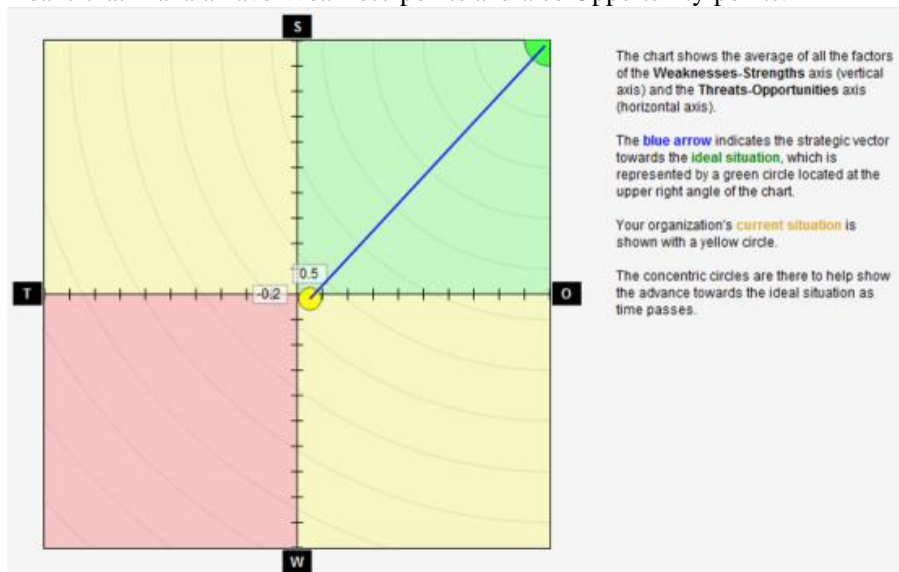 S
The chart shows the average of all the factors
of the Weaknesses-Strengths axis (vertical
axis) and the Threats-Opportunities axis
(horizontal axis).
The blue arrow indicates the strategic vector
towards the ideal situation, which is
represented by a green circle located at the
upper right angle of the chart.
Your organization's current situation is
shown with a yellow circle.
The concentric circles are there to help show
the advance towards the ideal situation as
time passes.
0.5
T
-0.2
O
W